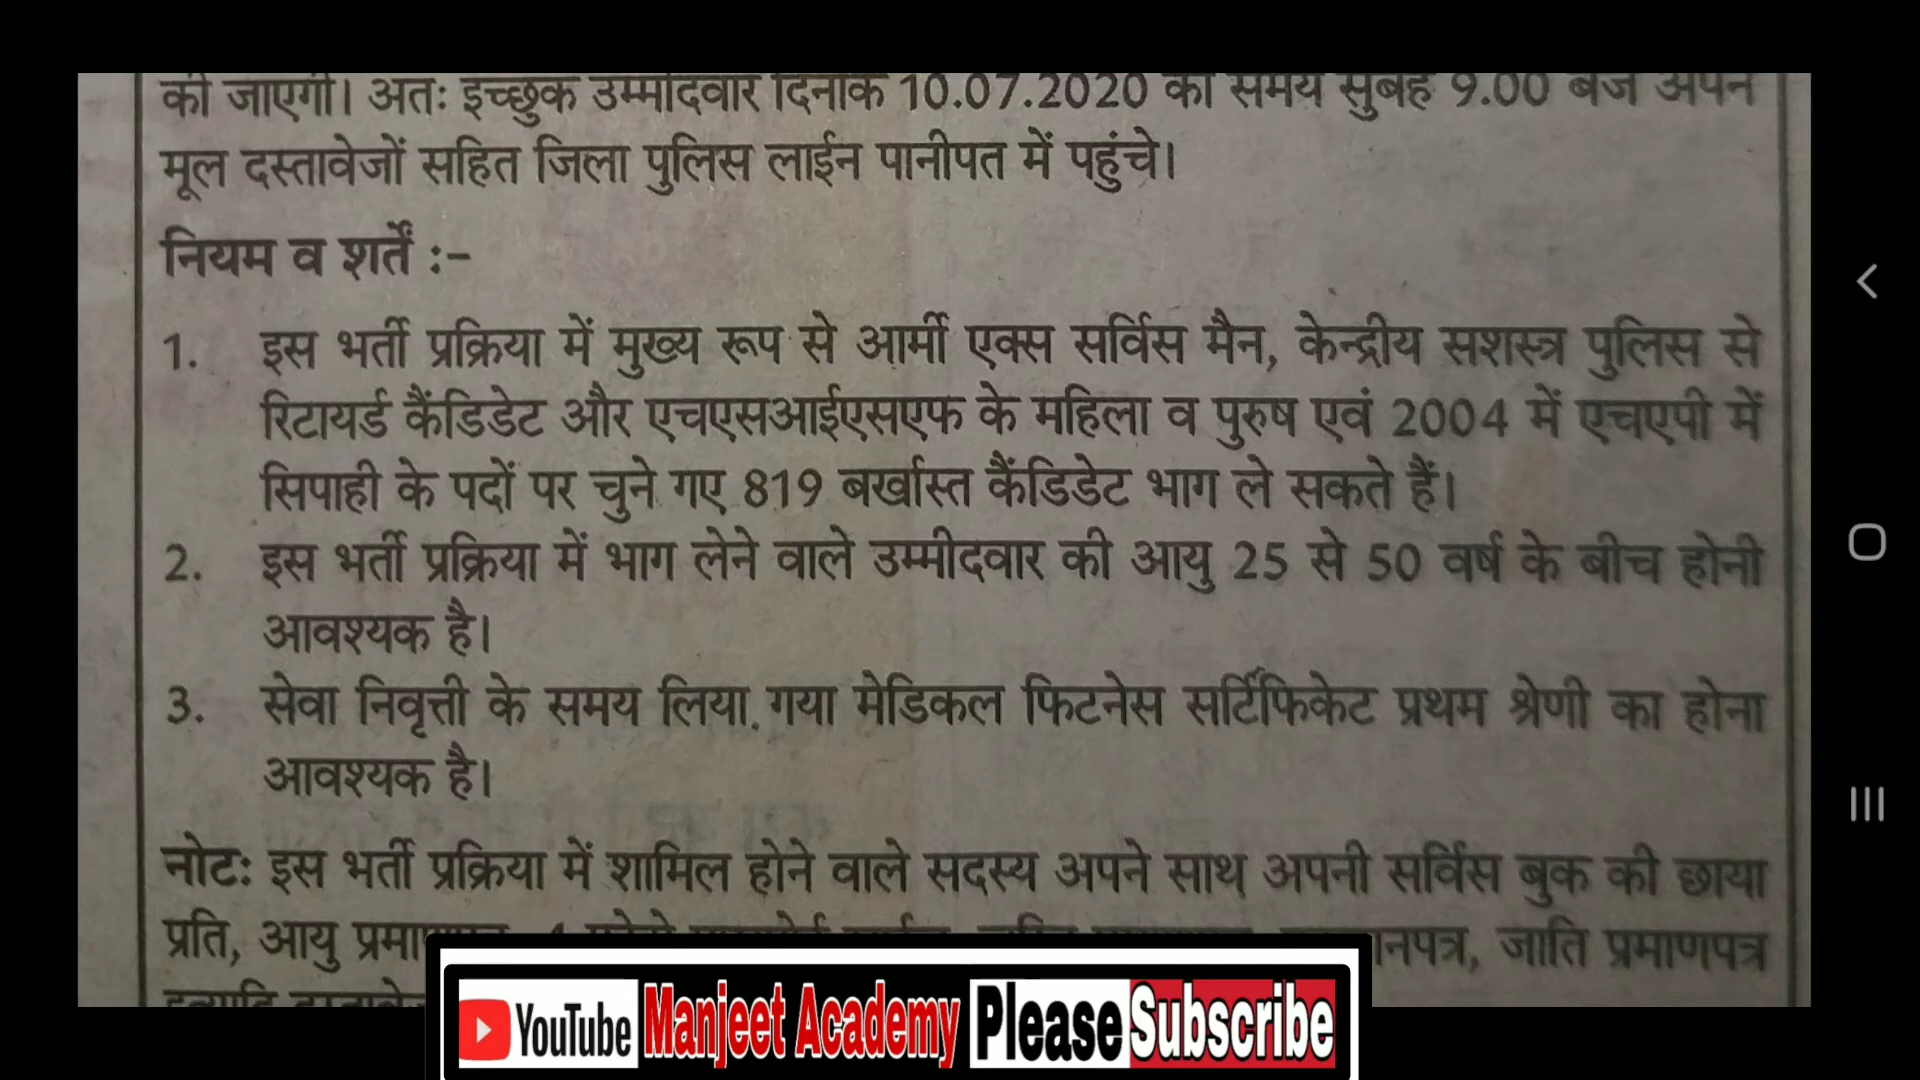 की जाएगी। अतः इच्छुक उम्मीदवार दिनांक 10.07.2020 को समय सुबह 9.00 बजे अपने
मूल दस्तावेजों सहित जिला पुलिस लाईन पानीपत में पहुंचे।
नियम व शर्तें :-
1. इस भर्ती प्रक्रिया में मुख्य रूप से आर्मी एक्स सर्विस मैन, केन्द्रीय सशस्त्र पुलिस से
रिटायर्ड कैंडिडेट और एचएसआईएसएफ के महिला व पुरुष एवं 2004 में एचएपी में
सिपाही के पदों पर चुने गए 819 बर्खास्त कैंडिडेट भाग ले सकते हैं।
2. इस भर्ती प्रक्रिया में भाग लेने वाले उम्मीदवार की आयु 25 से 50 वर्ष के बीच होनी
आवश्यक है।
3. सेवा निवृत्ती के समय लिया गया मेडिकल फिटनेस सर्टिफिकेट प्रथम श्रेणी का होना
आवश्यक है।
नोटः इस भर्ती प्रक्रिया में शामिल होने वाले सदस्य अपने साथ अपनी सर्विस बुक की छाया
प्रति, आयु जाति प्रमाणपत्र
YouTube Manjeet Academy Please Subscribe